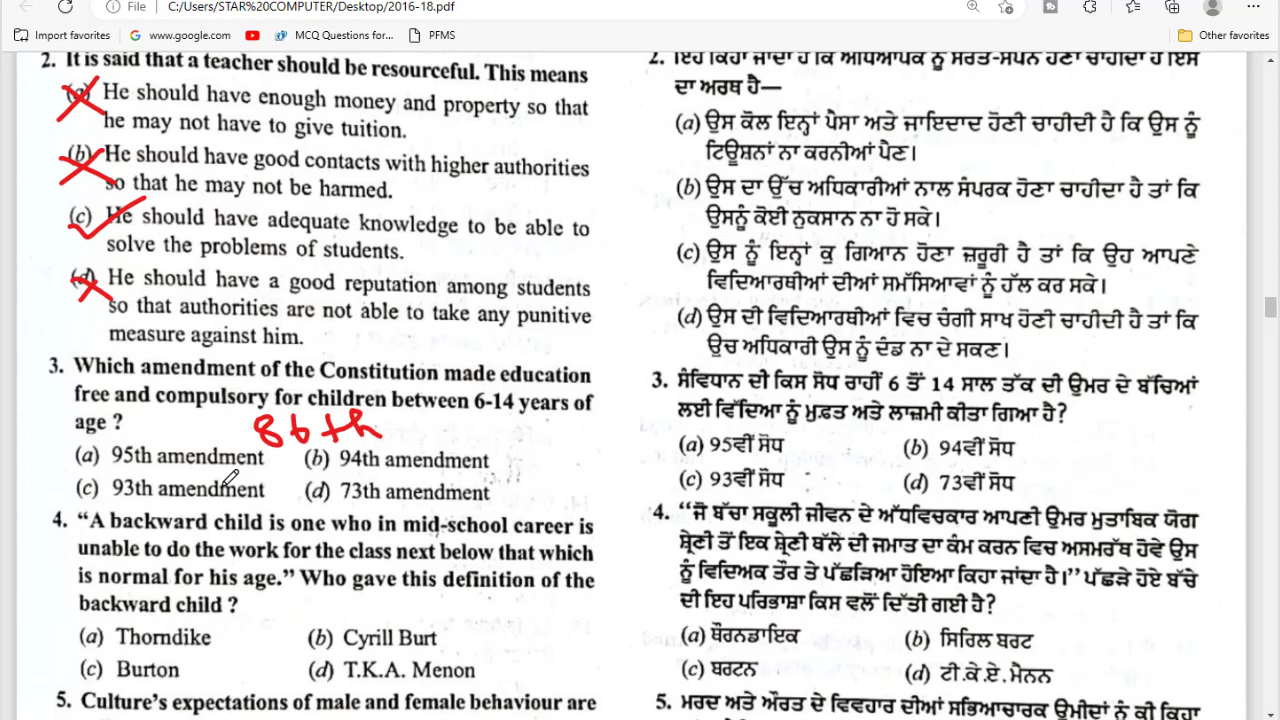 File
C:/Users/STAR%20COMPUTER/Desktop/2016-18.pdf
Import favorites
www.google.com
MCQ Questions for...
PFMS
Other favorites
2. It is said that a teacher should be resourceful. This means
(a) He should have enough money and property so that
he may not have to give tuition.
(b) He should have good contacts with higher authorities
so that he may not be harmed.
(c) He should have adequate knowledge to be able to
solve the problems of students.
(d) He should have a good reputation among students
so that authorities are not able to take any punitive
measure against him.
3. Which amendment of the Constitution made education
free and compulsory for children between 6-14 years of
age ?
86th
(a) 95th amendment (b) 94th amendment
(c) 93th amendment (d) 73th amendment
4. “A backward child is one who in mid-school career is
unable to do the work for the class next below that which
is normal for his age.” Who gave this definition of the
backward child ?
(a) Thorndike (b) Cyrill Burt
(c) Burton (d) T.K.A. Menon
5. Culture’s expectations of male and female behaviour are
2. ਇਹ ਕਿਹਾ ਜਾਂਦਾ ਹੈ ਕਿ ਅਧਿਆਪਕ ਨੂੰ ਸਰੋਤ-ਸੰਪੰਨ ਹੋਣਾ ਚਾਹੀਦਾ ਹੈ ਇਸ
ਦਾ ਅਰਥ ਹੈ—
(a) ਉਸ ਕੋਲ ਇਨ੍ਹਾਂ ਪੈਸਾ ਅਤੇ ਜਾਇਦਾਦ ਹੋਣੀ ਚਾਹੀਦੀ ਹੈ ਕਿ ਉਸ ਨੂੰ
ਟਿਊਸ਼ਨਾਂ ਨਾ ਕਰਨੀਆਂ ਪੈਣ।
(b) ਉਸ ਦਾ ਉੱਚ ਅਧਿਕਾਰੀਆਂ ਨਾਲ ਸੰਪਰਕ ਹੋਣਾ ਚਾਹੀਦਾ ਹੈ ਤਾਂ ਕਿ
ਉਸਨੂੰ ਕੋਈ ਨੁਕਸਾਨ ਨਾ ਹੋ ਸਕੇ।
(c) ਉਸ ਨੂੰ ਇਨ੍ਹਾਂ ਕੁ ਗਿਆਨ ਹੋਣਾ ਜ਼ਰੂਰੀ ਹੈ ਤਾਂ ਕਿ ਉਹ ਆਪਣੇ
ਵਿਦਿਆਰਥੀਆਂ ਦੀਆਂ ਸਮੱਸਿਆਵਾਂ ਨੂੰ ਹੱਲ ਕਰ ਸਕੇ।
(d) ਉਸ ਦੀ ਵਿਦਿਆਰਥੀਆਂ ਵਿਚ ਚੰਗੀ ਸਾਖ ਹੋਣੀ ਚਾਹੀਦੀ ਹੈ ਤਾਂ ਕਿ
ਉਚ ਅਧਿਕਾਰੀ ਉਸ ਨੂੰ ਦੰਡ ਨਾ ਦੇ ਸਕਣ।
3. ਸੰਵਿਧਾਨ ਦੀ ਕਿਸ ਸੋਧ ਰਾਹੀਂ 6 ਤੋਂ 14 ਸਾਲ ਤੱਕ ਦੀ ਉਮਰ ਦੇ ਬੱਚਿਆਂ
ਲਈ ਵਿੱਦਿਆ ਨੂੰ ਮੁਫ਼ਤ ਅਤੇ ਲਾਜ਼ਮੀ ਕੀਤਾ ਗਿਆ ਹੈ?
(a) 95ਵੀਂ ਸੋਧ (b) 94ਵੀਂ ਸੋਧ
(c) 93ਵੀਂ ਸੋਧ (d) 73ਵੀਂ ਸੋਧ
4. “ਜੋ ਬੱਚਾ ਸਕੂਲੀ ਜੀਵਨ ਦੇ ਅੱਧਵਿਚਕਾਰ ਆਪਣੀ ਉਮਰ ਮੁਤਾਬਿਕ ਯੋਗ
ਸ਼੍ਰੇਣੀ ਤੋਂ ਇਕ ਸ਼੍ਰੇਣੀ ਥੱਲੇ ਦੀ ਜਮਾਤ ਦਾ ਕੰਮ ਕਰਨ ਵਿਚ ਅਸਮਰੱਥ ਹੋਵੇ ਉਸ
ਨੂੰ ਵਿਦਿਅਕ ਤੌਰ ਤੇ ਪੱਛੜਿਆ ਹੋਇਆ ਕਿਹਾ ਜਾਂਦਾ ਹੈ।” ਪੱਛੜੇ ਹੋਏ ਬੱਚੇ
ਦੀ ਇਹ ਪਰਿਭਾਸ਼ਾ ਕਿਸ ਵਲੋਂ ਦਿੱਤੀ ਗਈ ਹੈ?
(a) ਥੌਰਨਡਾਇਕ (b) ਸਿਰਿਲ ਬਰਟ
(c) ਬਰਟਨ (d) ਟੀ.ਕੇ.ਏ.ਮੈਨਨ
5. ਮਰਦ ਅਤੇ ਔਰਤ ਦੇ ਵਿਵਹਾਰ ਦੀਆਂ ਸਭਿਆਚਾਰਕ ਉਮੀਦਾਂ ਨੂੰ ਕੀ ਕਿਹਾ